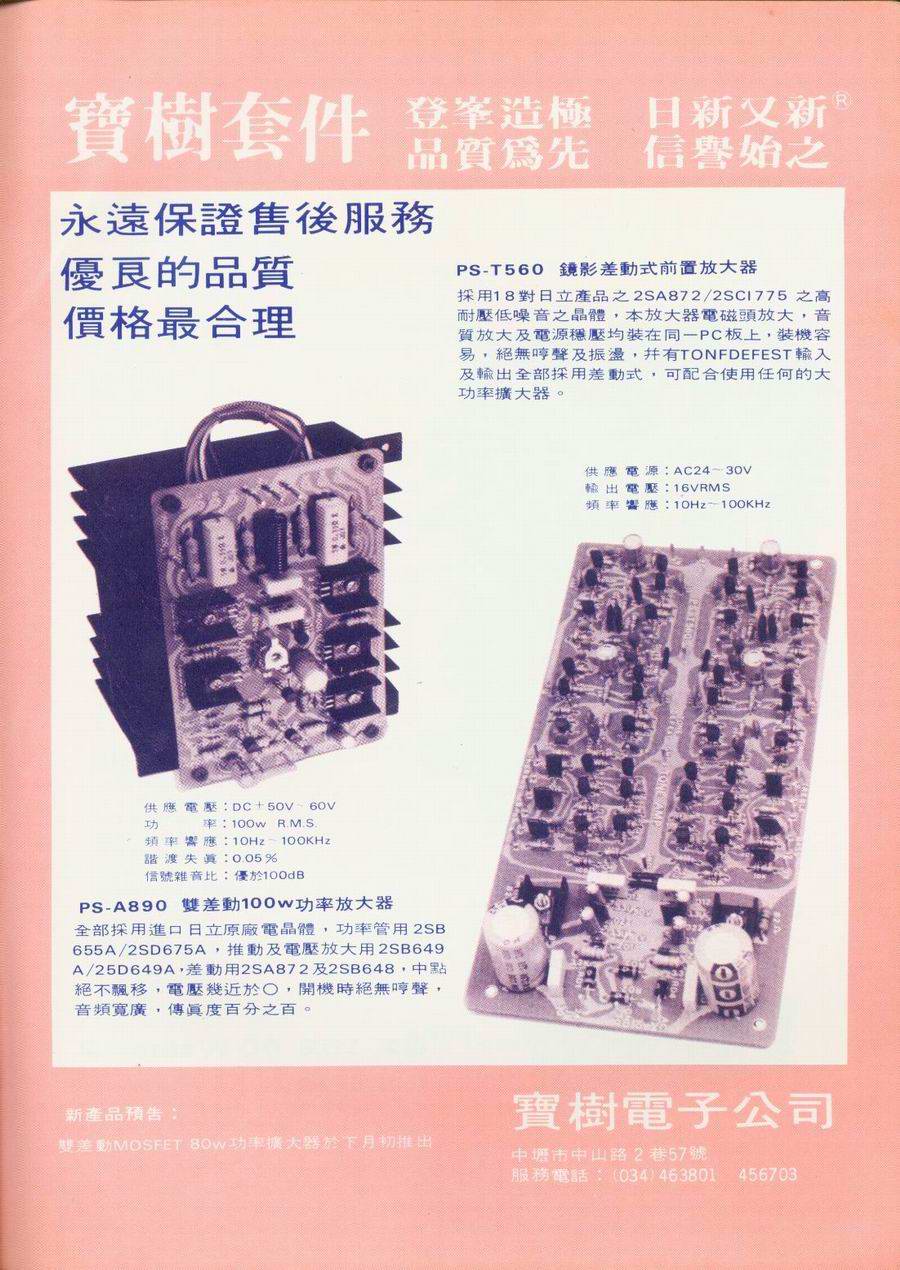 寶樹套件
登峯造極 日新又新®
品質爲先 信譽始之
永遠保證售後服務
優良的品質
價格最合理
PS-T560 鏡影差動式前置放大器
採用18對日立產品之2SA872/2SCI775 之高
耐壓低噪音之晶體，本放大器電磁頭放大，音
質放大及電源穩壓均裝在同一PC板上，裝機容
易，絕無哼聲及振盪，幷有TONFDEFEST輸入
及輸出全部採用差動式，可配合使用任何的大
功率擴大器。
供應電源：AC24～30V
輸出電壓：16VRMS
頻率響應：10Hz～100KHz
供應電壓：DC＋50V～60V
功　　率：100w R.M.S.
頻率響應：10Hz～100KHz
諧渡失眞：0.05%
信號雜音比：優於100dB
PS-A890 雙差動100w功率放大器
全部採用進口日立原廠電晶體，功率管用2SB
655A/2SD675A，推動及電壓放大用2SB649
A/25D649A，差動用2SA872及2SB648，中點
絕不飄移，電壓幾近於○，開機時絕無哼聲，
音頻寬廣，傳眞度百分之百。
新產品預告：
雙差動MOSFET 80w功率擴大器於下月初推出
寶樹電子公司
中壢市中山路2巷57號
服務電話：(034)463801 456703